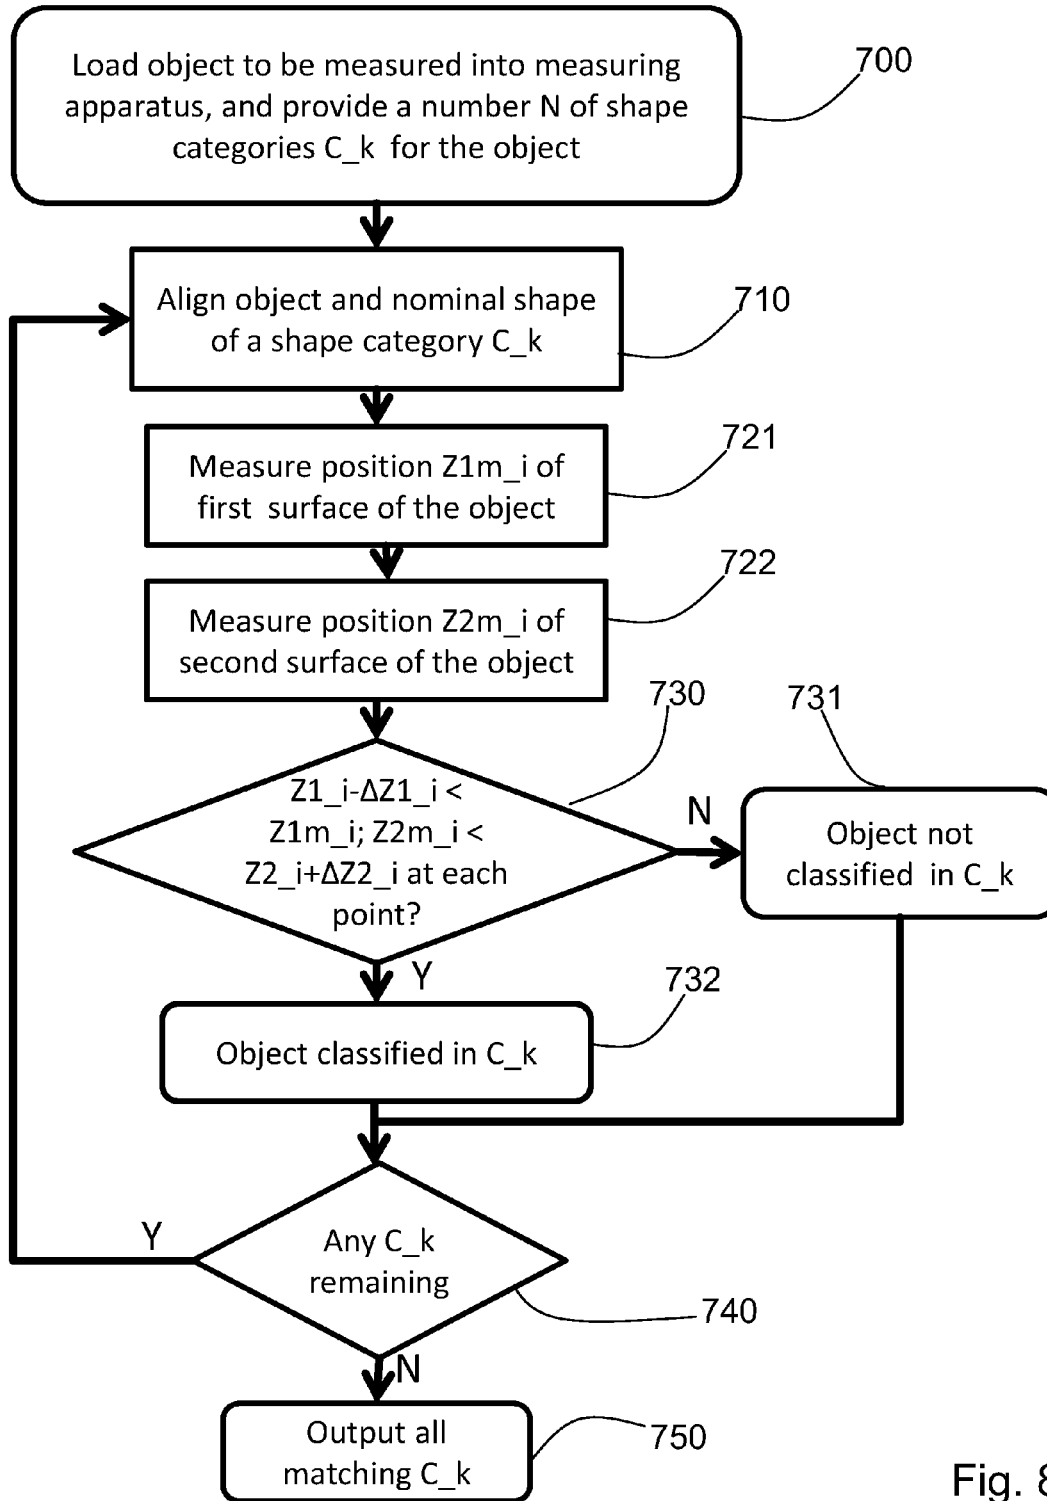 Load object to be measured into measuring
apparatus, and provide a number N of shape
categories C_k for the object
700
Align object and nominal shape
of a shape category C_k
710
Measure position Z1m_i of
first surface of the object
721
Measure position Z2m_i of
second surface of the object
722
730
731
Z1_i-ΔZ1_i <
Z1m_i; Z2m_i <
Z2_i+ΔZ2_i at each
point?
N
Object not
classified in C_k
Y
732
Object classified in C_k
Any C_k
remaining
Y
740
N
Output all
matching C_k
750
Fig. 8